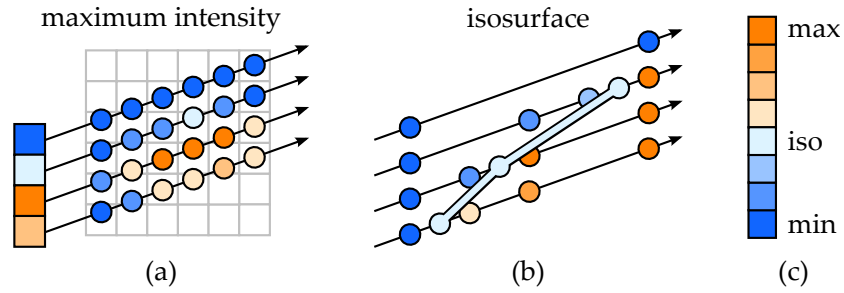 maximum intensity
isosurface
max
iso
min
(a)
(b)
(c)